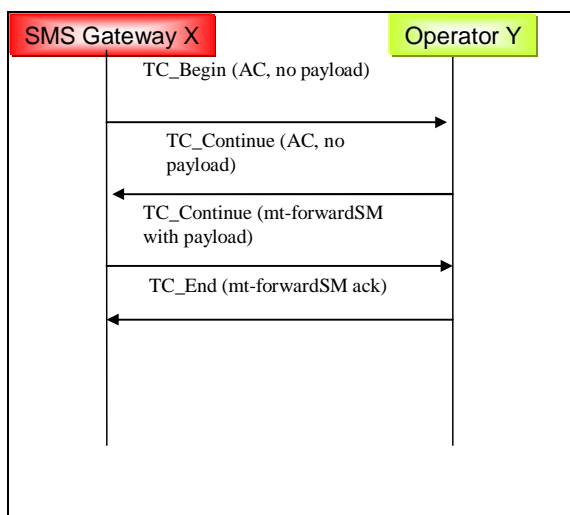 SMS Gateway X
Operator Y
TC_Begin (AC, no payload)
TC_Continue (AC, no
payload)
TC_Continue (mt-forwardSM
with payload)
TC_End (mt-forwardSM ack)